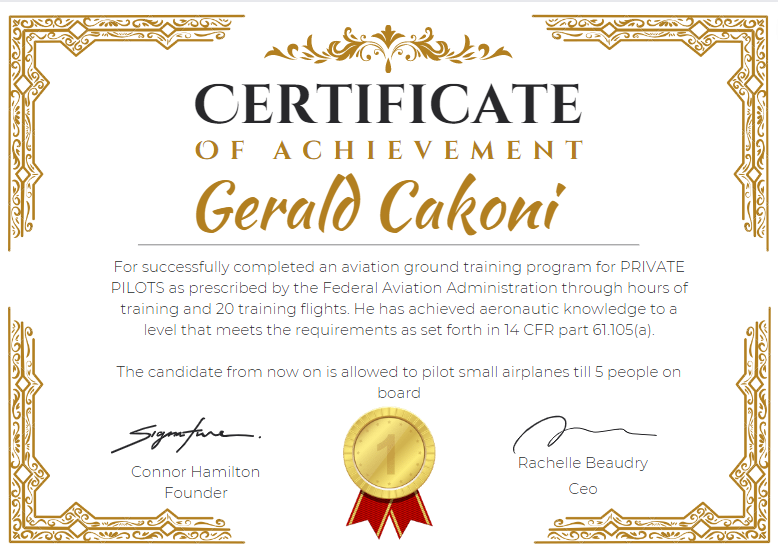 CERTIFICATE
OF ACHIEVEMENT
Gerald Cakoni
For successfully completed an aviation ground training program for PRIVATE
PILOTS as prescribed by the Federal Aviation Administration through hours of
training and 20 training flights. He has achieved aeronautic knowledge to a
level that meets the requirements as set forth in 14 CFR part 61.105(a).
The candidate from now on is allowed to pilot small airplanes till 5 people on
board
1
Signature
Connor Hamilton
Founder
Rachelle Beaudry
Ceo